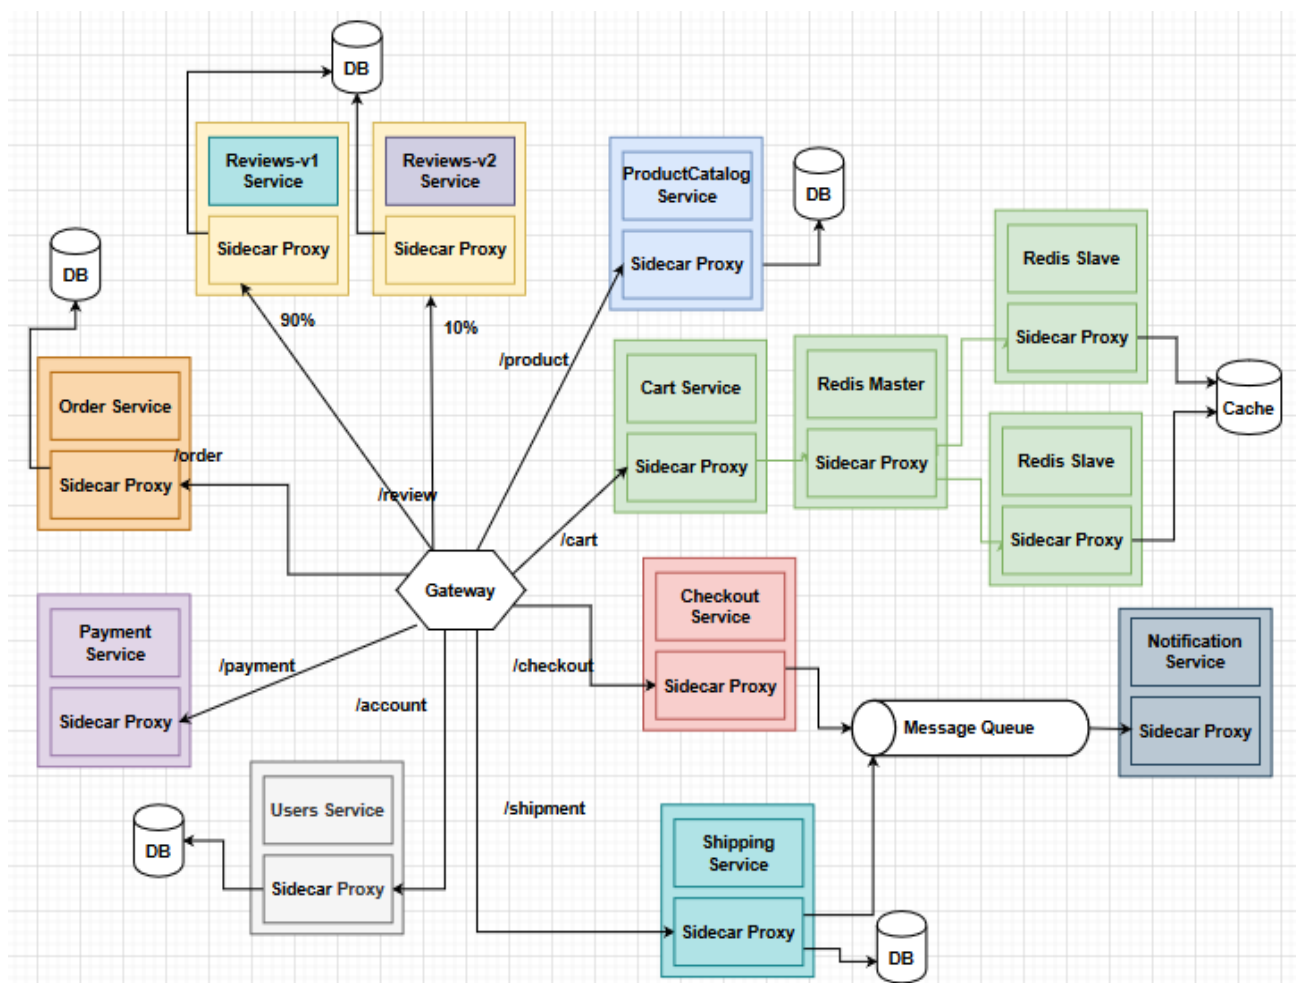 DB
Reviews-v1
Service
Sidecar Proxy
Reviews-v2
Service
Sidecar Proxy
ProductCatalog
Service
Sidecar Proxy
DB
DB
Redis Slave
Sidecar Proxy
90%
10%
/product
Order Service
Sidecar Proxy
/order
/review
Cart Service
Sidecar Proxy
/cart
Redis Master
Sidecar Proxy
Redis Slave
Sidecar Proxy
Cache
Gateway
Payment
Service
Sidecar Proxy
/payment
/account
/checkout
Checkout
Service
Sidecar Proxy
Message Queue
Notification
Service
Sidecar Proxy
Users Service
Sidecar Proxy
DB
/shipment
Shipping
Service
Sidecar Proxy
DB